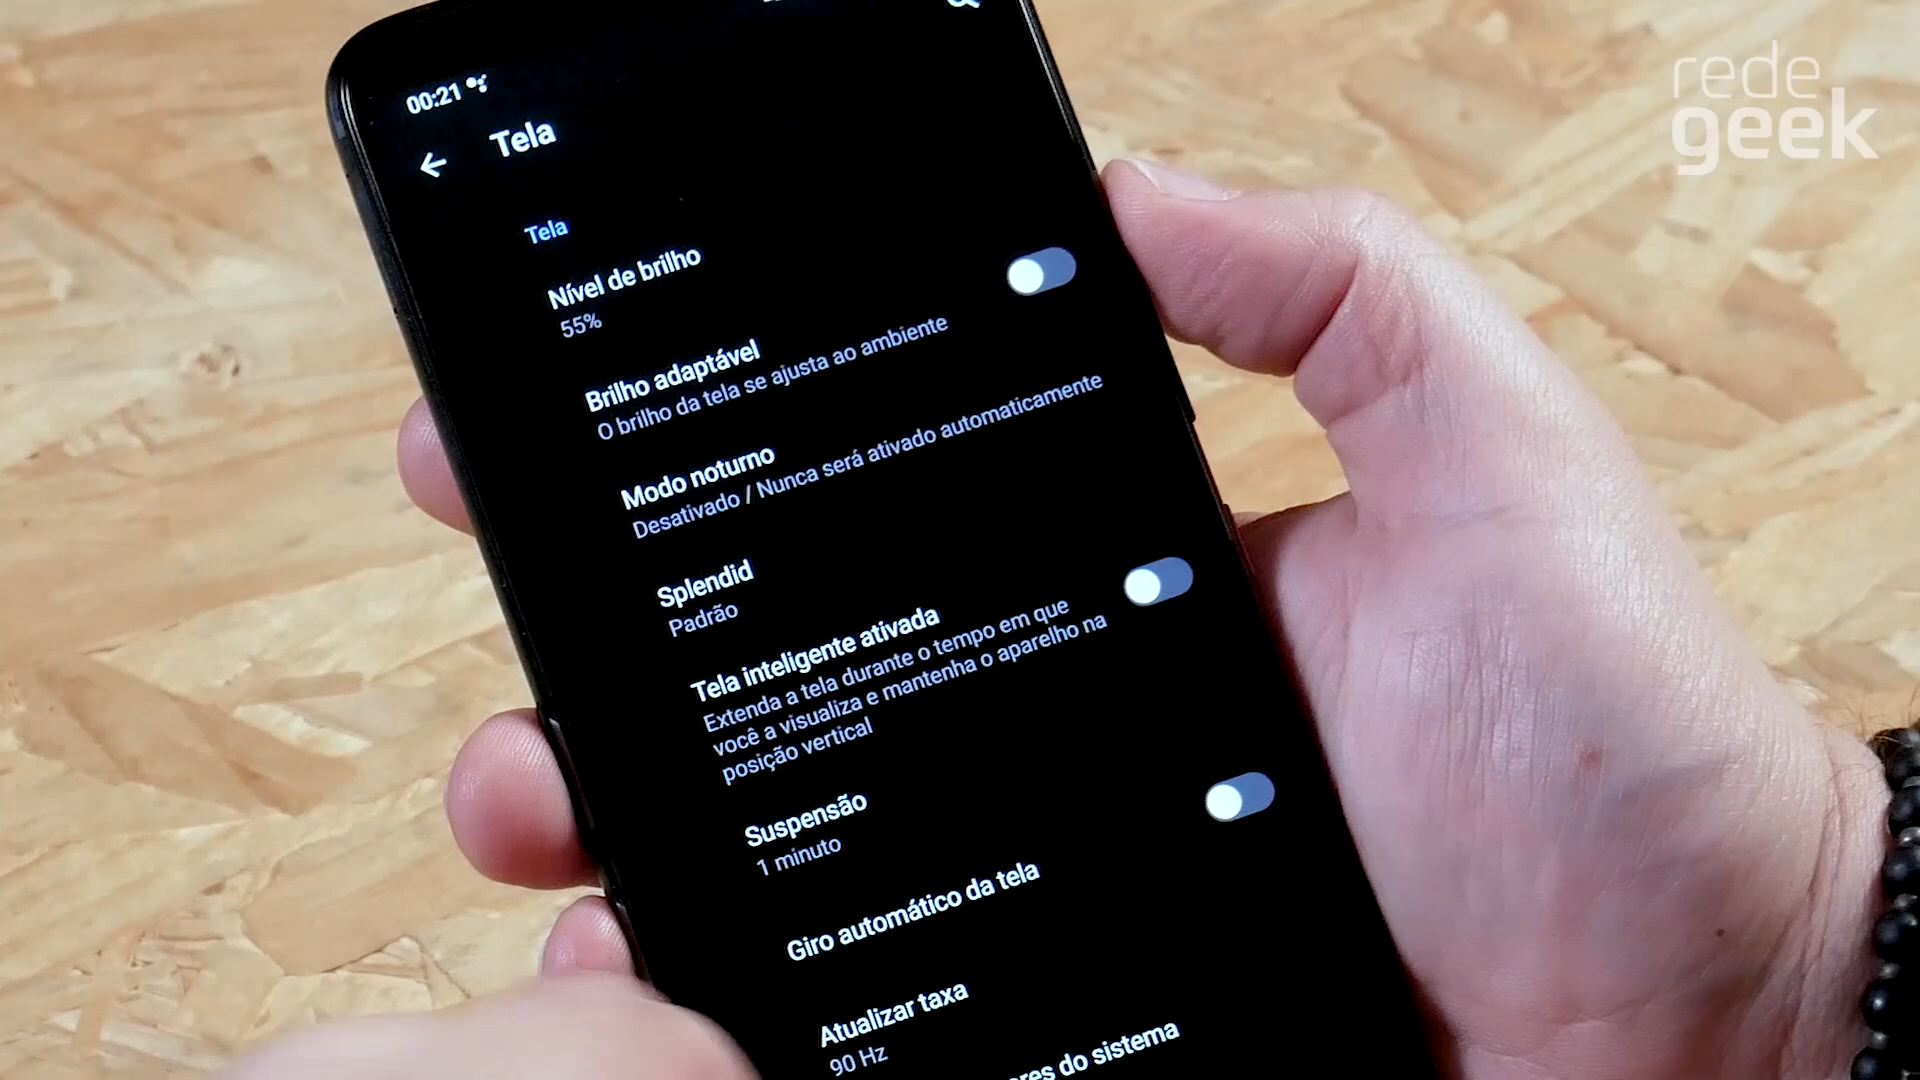 rede
geek
00:21
Tela
Tela
Nível de brilho
55%
Brilho adaptável
O brilho da tela se ajusta ao ambiente
Modo noturno
Desativado / Nunca será ativado automaticamente
Splendid
Padrão
Tela inteligente ativada
Extenda a tela durante o tempo em que
você a visualiza e mantenha o aparelho na
posição vertical
Suspensão
1 minuto
Giro automático da tela
Atualizar taxa
90 Hz
do sistema